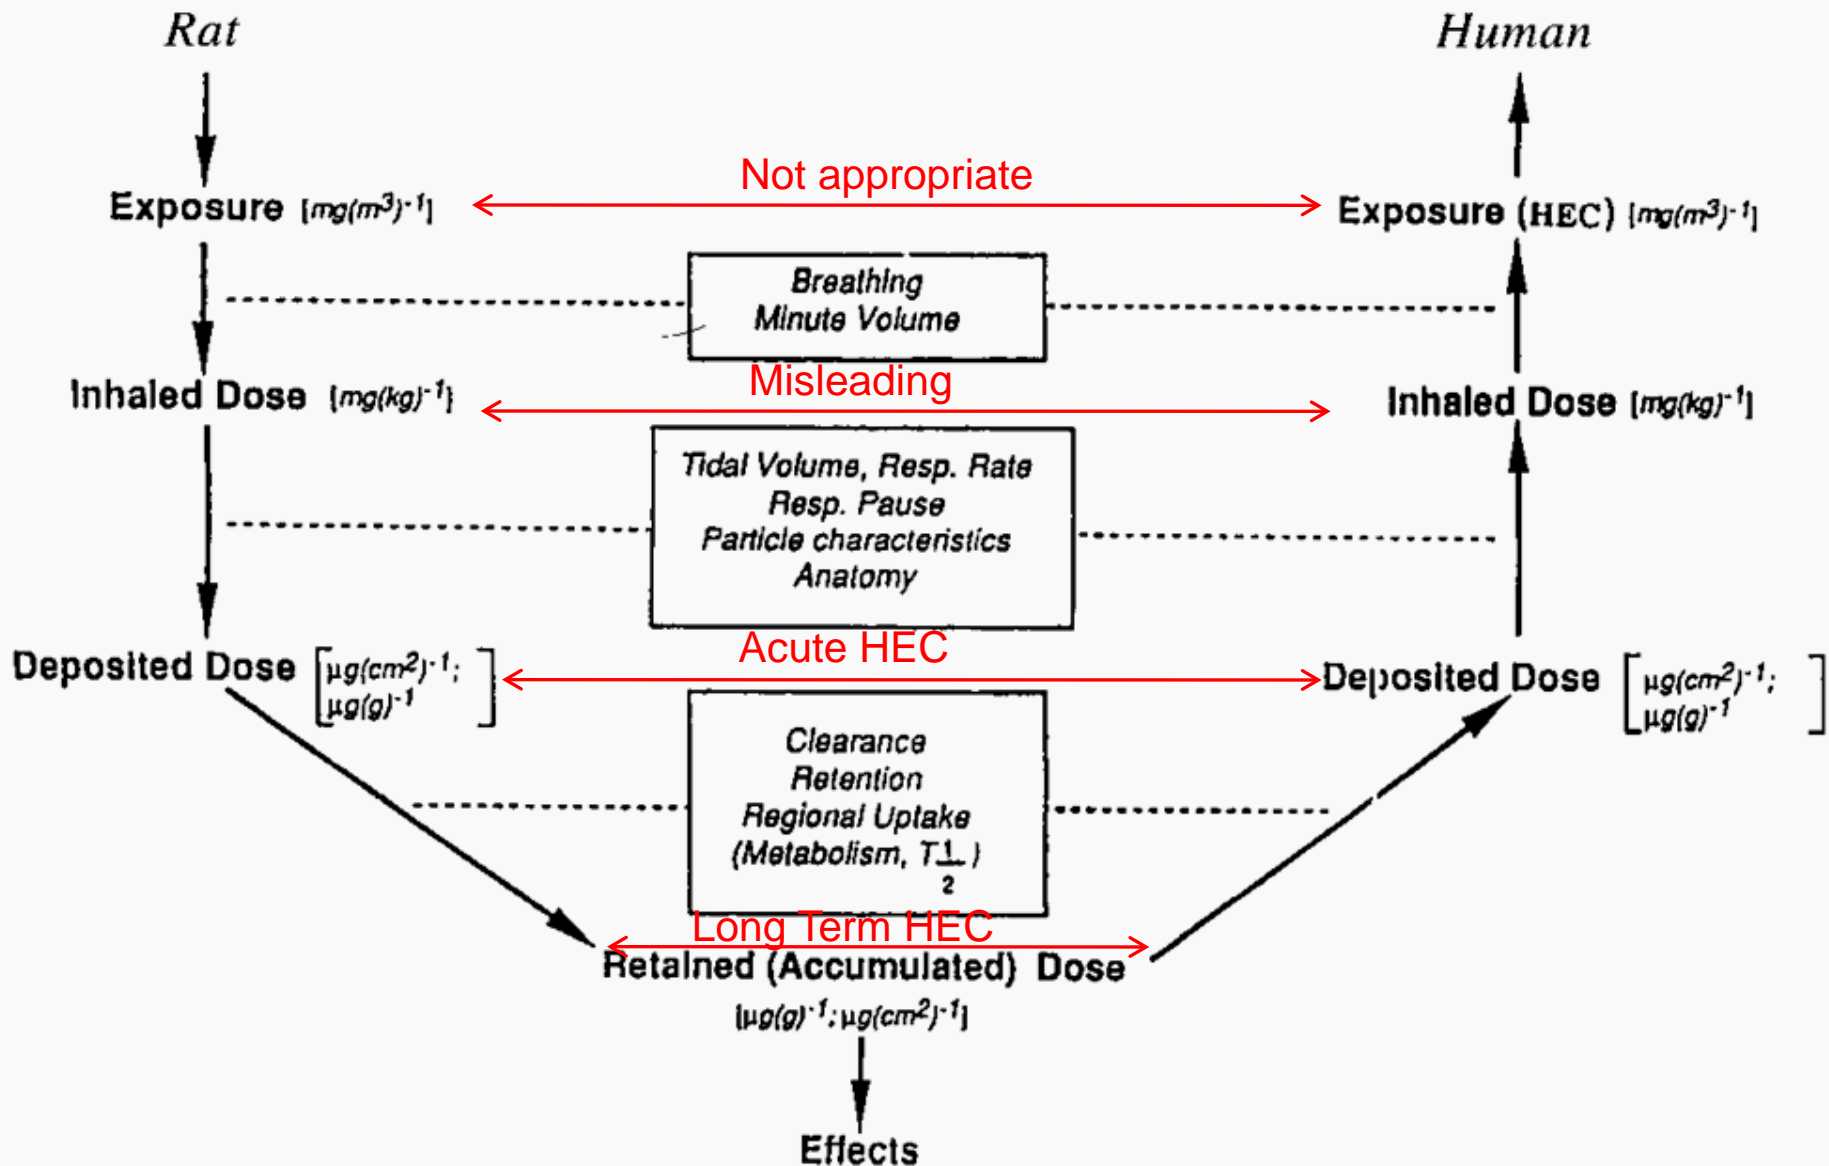 Rat
Human
Not appropriate
Exposure [mg(m³)⁻¹]
Exposure (HEC) [mg(m³)⁻¹]
Breathing
Minute Volume
Misleading
Inhaled Dose [mg(kg)⁻¹]
Inhaled Dose [mg(kg)⁻¹]
Tidal Volume, Resp. Rate
Resp. Pause
Particle characteristics
Anatomy
Acute HEC
Deposited Dose [µg(cm²)⁻¹;
µg(g)⁻¹]
Deposited Dose [µg(cm²)⁻¹;
µg(g)⁻¹]
Clearance
Retention
Regional Uptake
(Metabolism, T½)
Long Term HEC
Retained (Accumulated) Dose
[µg(g)⁻¹; µg(cm²)⁻¹]
Effects